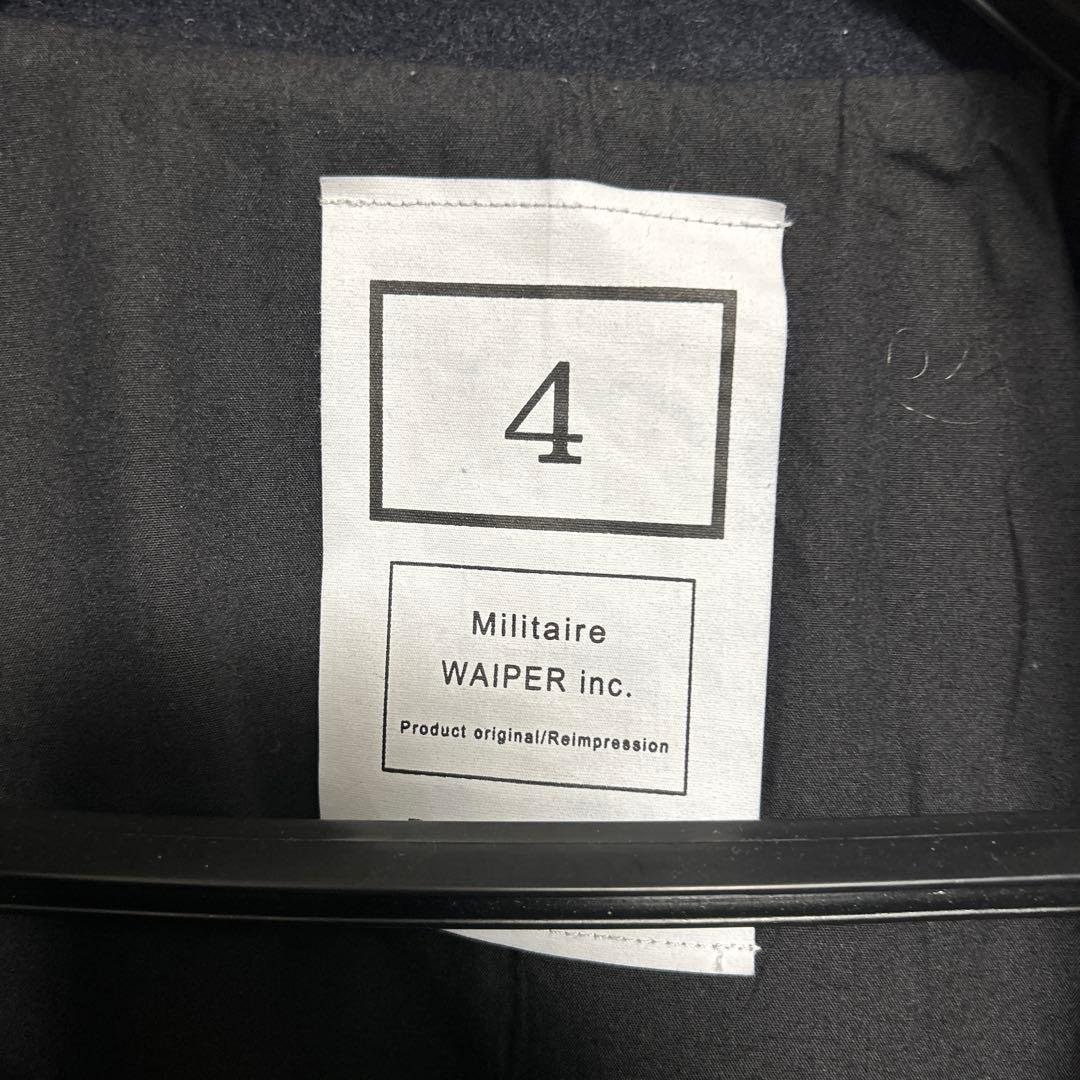 4
Militaire
WAIPER inc.
Product original/Reimpression